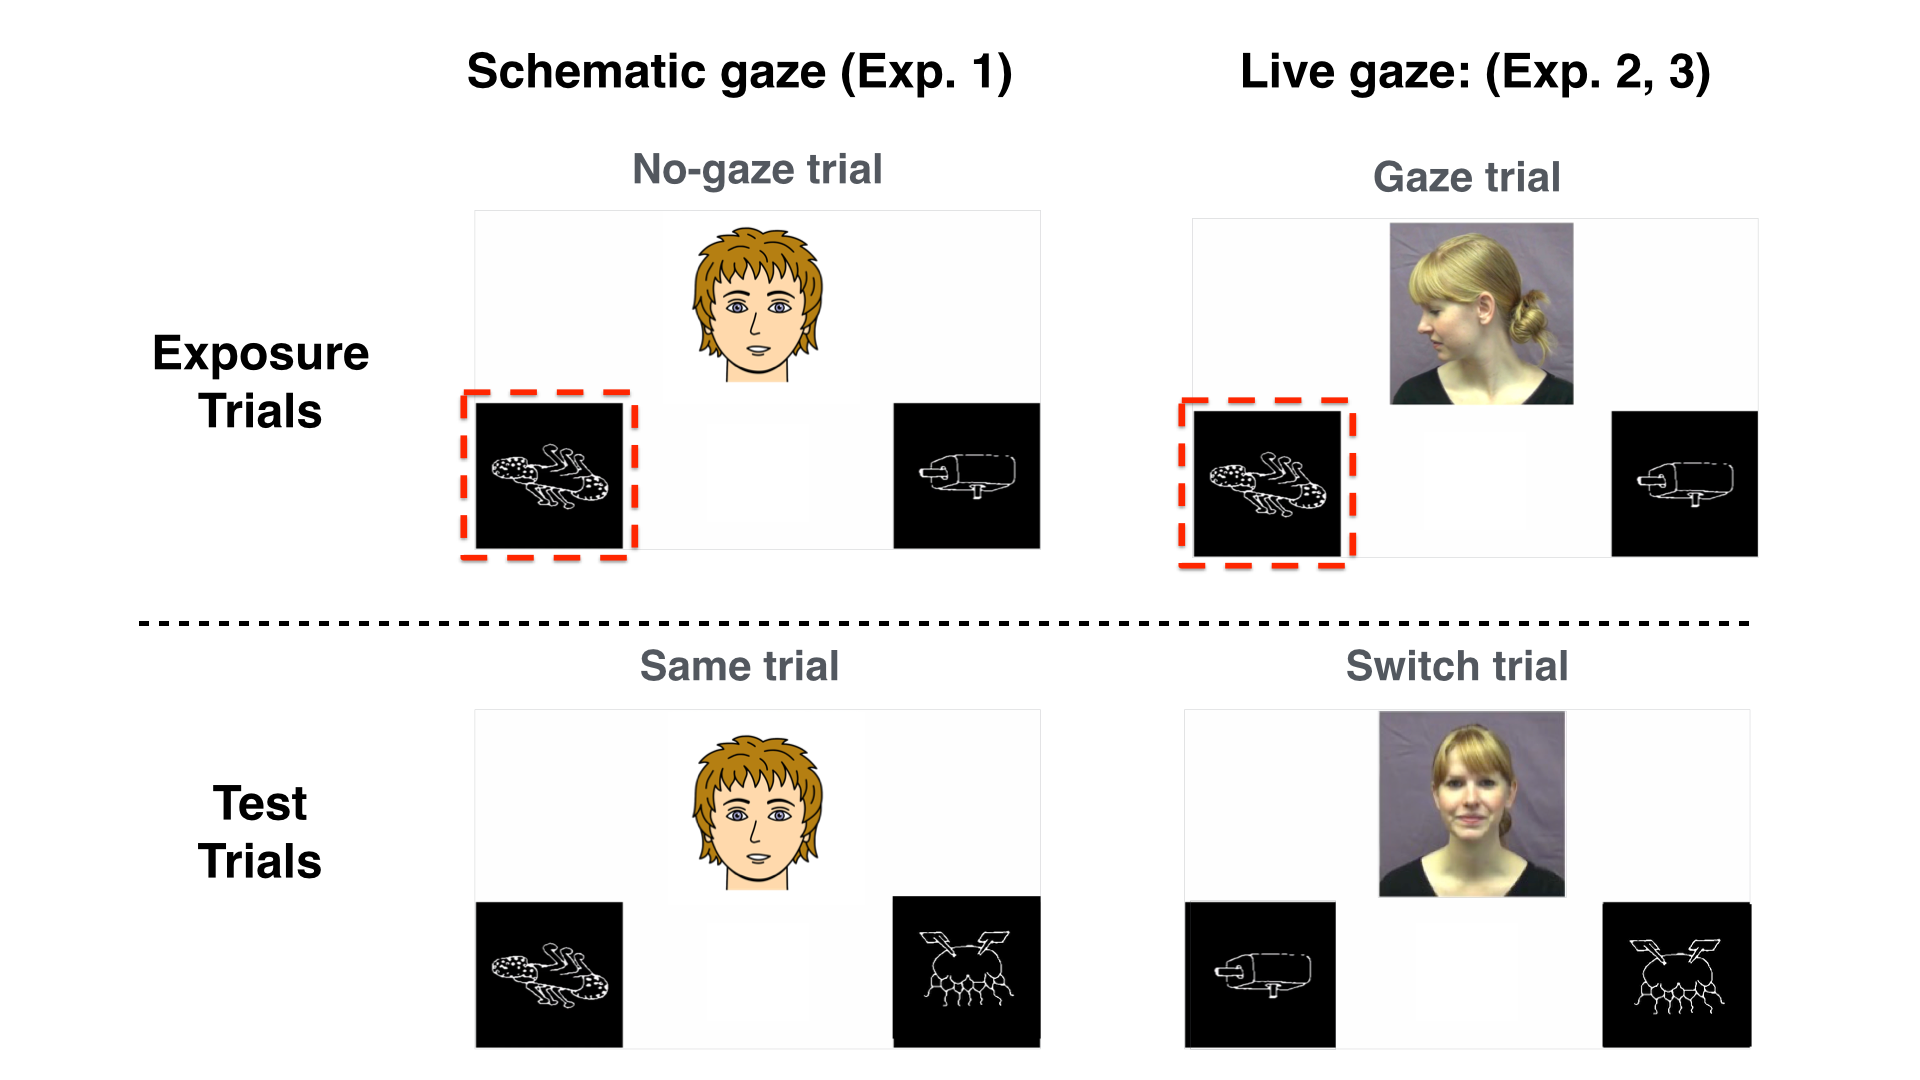 Schematic gaze (Exp. 1)
Live gaze: (Exp. 2, 3)
No-gaze trial
Gaze trial
Exposure
Trials
Same trial
Switch trial
Test
Trials